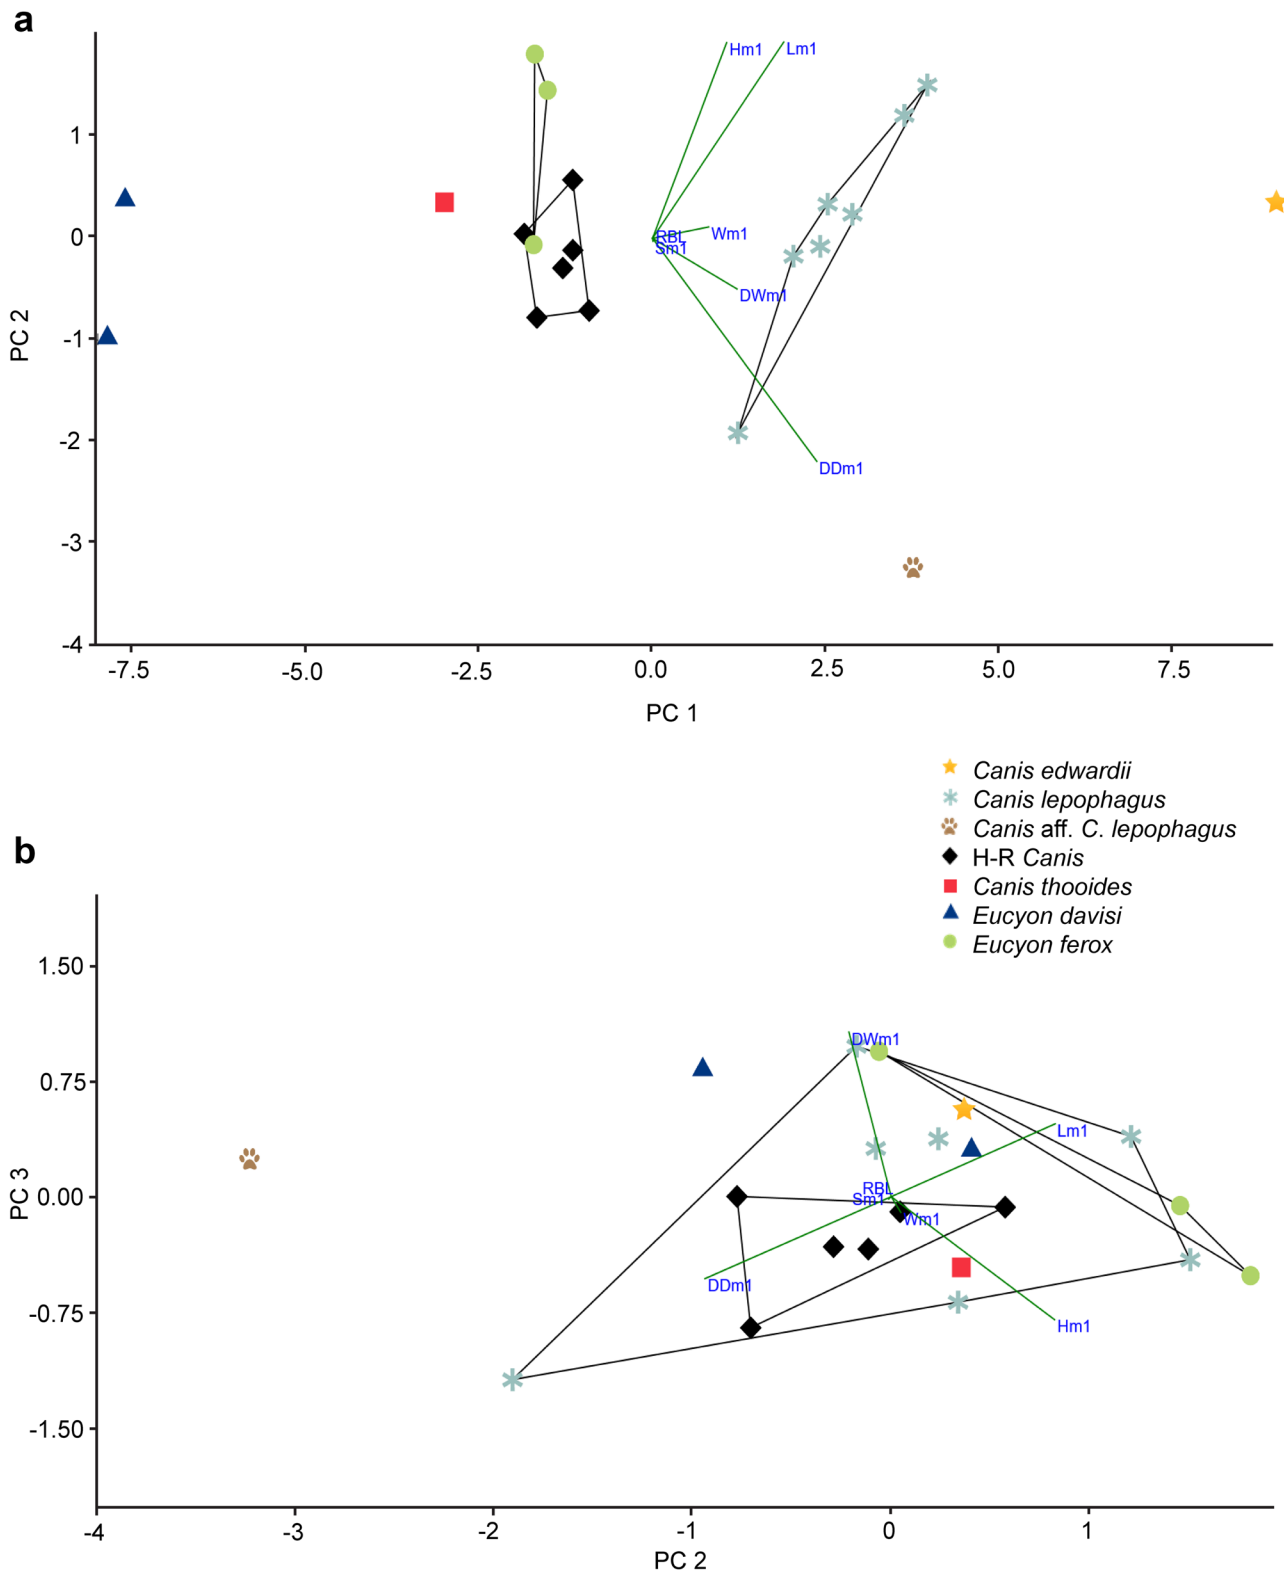 a
Hm1
Lm1
1
0
RBL
Wm1
Sm1
DWm1
PC 2
-1
-2
DDm1
-3
-4
-7.5
-5.0
-2.5
0.0
2.5
5.0
7.5
PC 1
Canis edwardii
Canis lepophagus
Canis aff. C. lepophagus
H-R Canis
Canis thooides
Eucyon davisi
Eucyon ferox
b
1.50
DWm1
0.75
Lm1
PC 3
RBL
0.00
Sm1
Wm1
DDm1
-0.75
Hm1
-1.50
-4
-3
-2
-1
0
1
PC 2